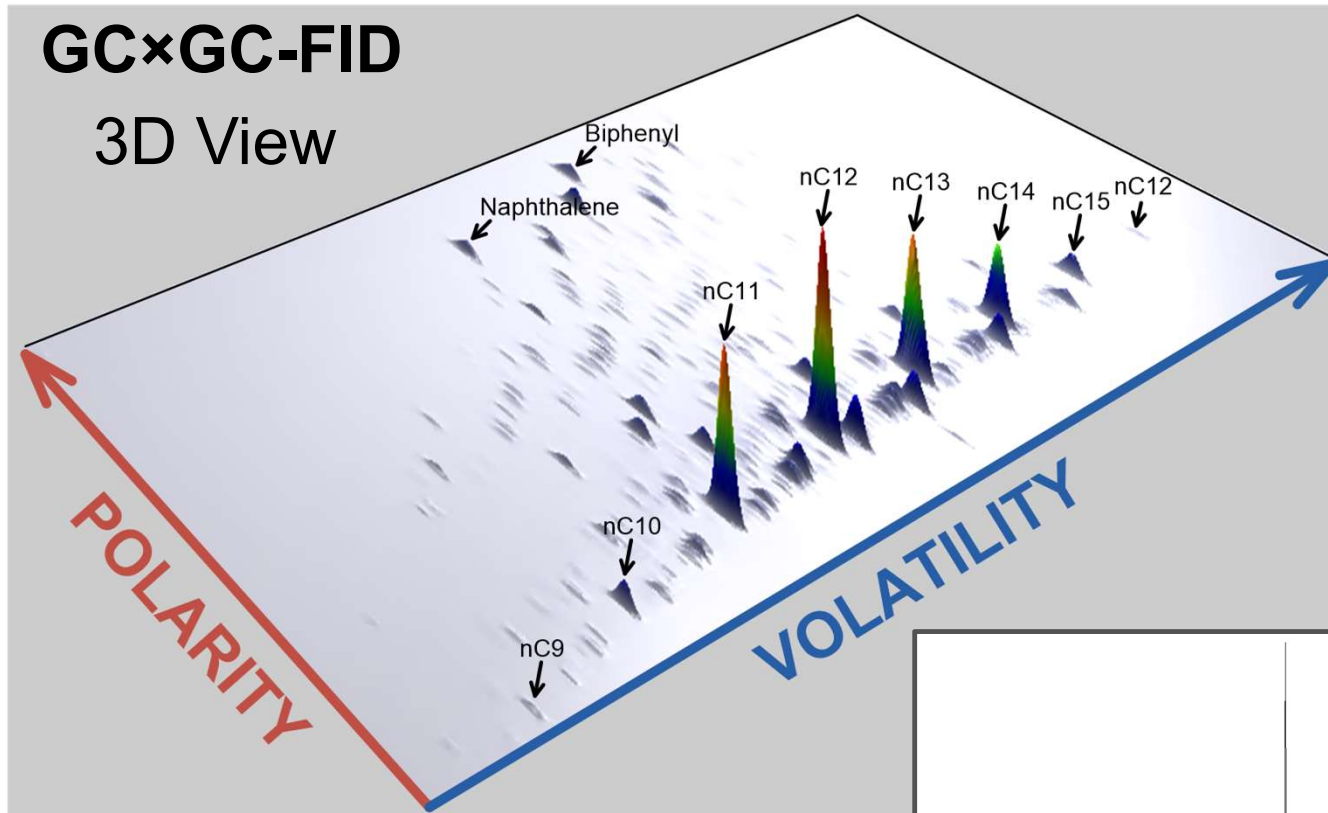 GC×GC-FID
3D View
Biphenyl
Naphthalene
nC12
nC13
nC14
nC15
nC12
nC11
nC10
nC9
POLARITY
VOLATILITY